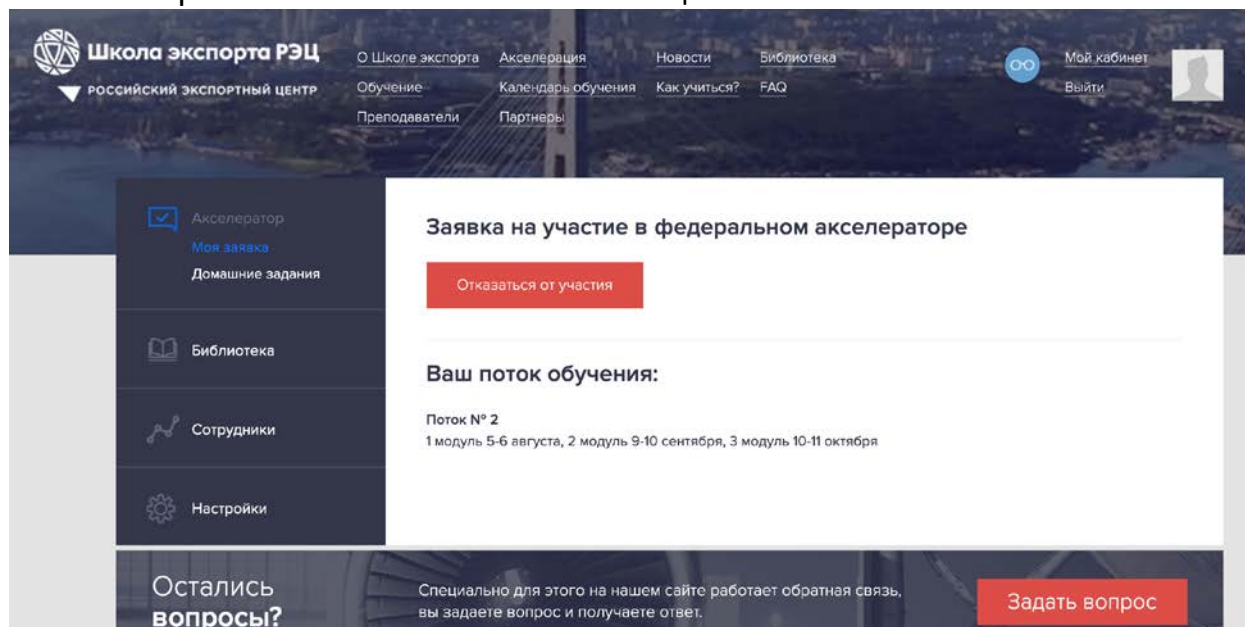 Школа экспорта РЭЦ
РОССИЙСКИЙ ЭКСПОРТНЫЙ ЦЕНТР
О Школе экспорта
Обучение
Преподаватели
Акселерация
Календарь обучения
Партнеры
Новости
Как учиться?
Библиотека
FAQ
Мой кабинет
Выйти
Акселератор
Моя заявка
Домашние задания
Библиотека
Сотрудники
Настройки
Заявка на участие в федеральном акселераторе
Отказаться от участия
Ваш поток обучения:
Поток № 2
1 модуль 5-6 августа, 2 модуль 9-10 сентября, 3 модуль 10-11 октября
Остались
вопросы?
Специально для этого на нашем сайте работает обратная связь,
вы задаете вопрос и получаете ответ.
Задать вопрос